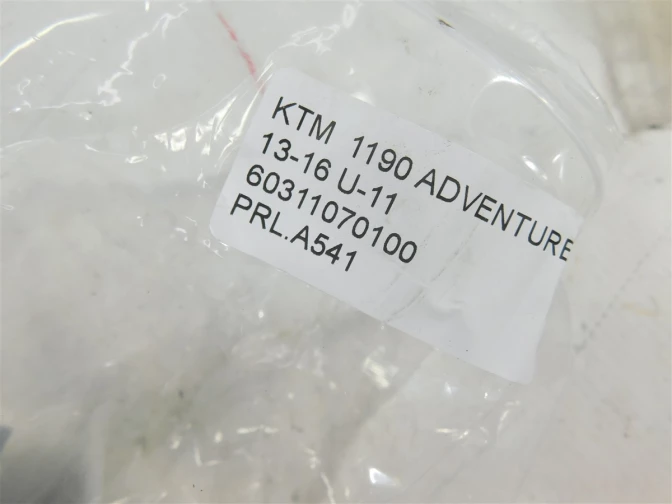 KTM 1190 ADVENTURE
13-16 U-11
60311070100
PRL.A541